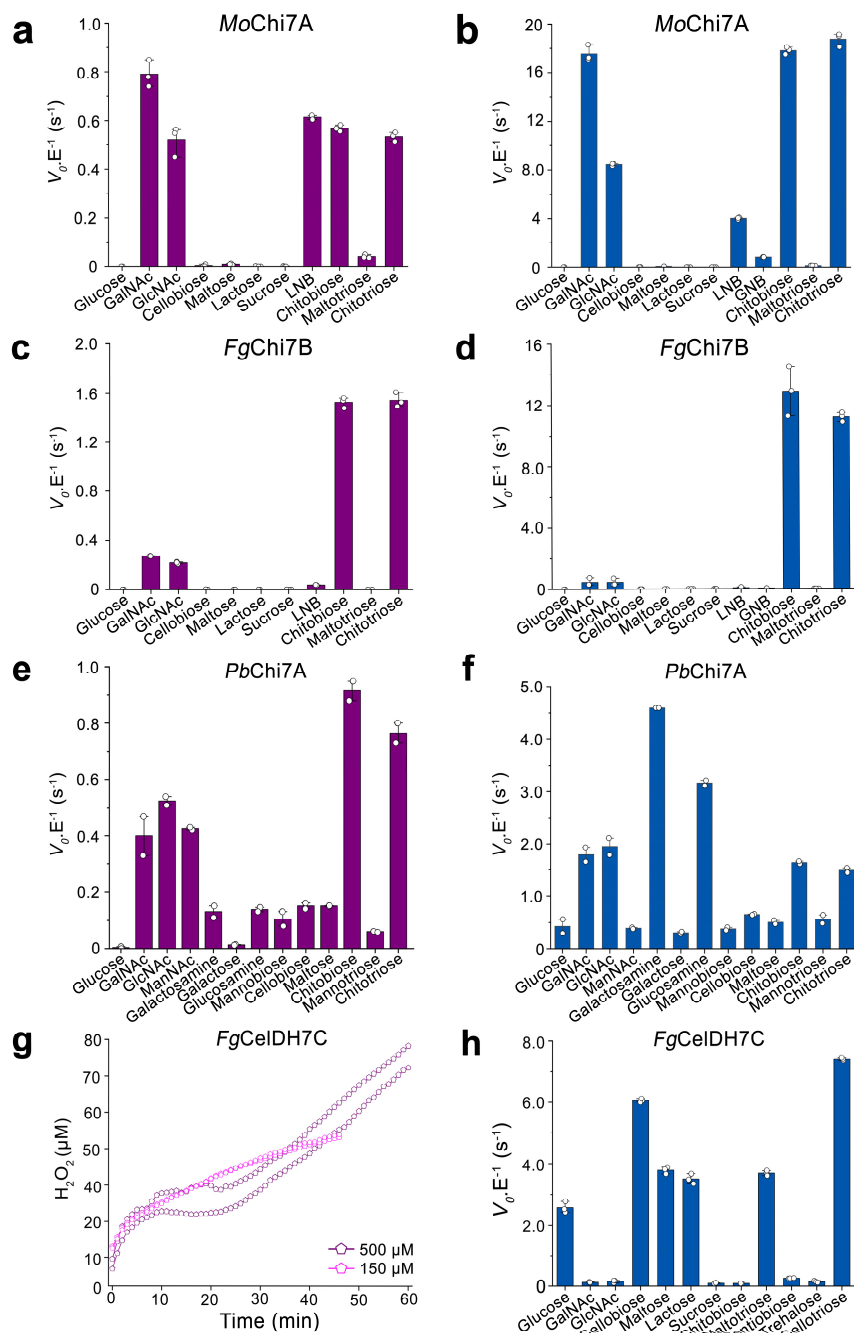 a
MoChi7A
V0.E-1 (s-1)
1.0
0.8
0.6
0.4
0.2
0
Glucose
GalNAc
GlcNAc
Cellobiose
Maltose
Lactose
Sucrose
LNB
Chitobiose
Maltotriose
Chitotriose
b
MoChi7A
V0.E-1 (s-1)
20
16
12
8.0
4
0
Glucose
GalNAc
GlcNAc
Cellobiose
Maltose
Lactose
Sucrose
LNB
GNB
Chitobiose
Maltotriose
Chitotriose
c
FgChi7B
V0.E-1 (s-1)
2.0
1.6
1.2
0.8
0.4
0
Glucose
GalNAc
GlcNAc
Cellobiose
Maltose
Lactose
Sucrose
LNB
Chitobiose
Maltotriose
Chitotriose
d
FgChi7B
V0.E-1 (s-1)
16
12
8.0
4.0
0
Glucose
GalNAc
GlcNAc
Cellobiose
Maltose
Lactose
Sucrose
LNB
GNB
Chitobiose
Maltotriose
Chitotriose
e
PbChi7A
V0.E-1 (s-1)
1.0
0.8
0.6
0.4
0.2
0
Glucose
GalNAc
GlcNAc
ManNAc
Galactosamine
Galactose
Glucosamine
Mannobiose
Cellobiose
Maltose
Chitobiose
Mannotriose
Chitotriose
f
PbChi7A
V0.E-1 (s-1)
5.0
4.0
3.0
2.0
1.0
0.5
0
Glucose
GalNAc
GlcNAc
ManNAc
Galactosamine
Galactose
Glucosamine
Mannobiose
Cellobiose
Maltose
Chitobiose
Mannotriose
Chitotriose
g
FgCelDH7C
H2O2 (µM)
80
70
60
50
40
20
10
0
20
40
60
Time (min)
500 µM
150 µM
h
FgCelDH7C
V0.E-1 (s-1)
8.0
6.0
4.0
2.0
0
Glucose
GalNAc
GlcNAc
Cellobiose
Maltose
Lactose
Sucrose
Chitobiose
altotriose
entiobiose
Trehalose
ellotriose